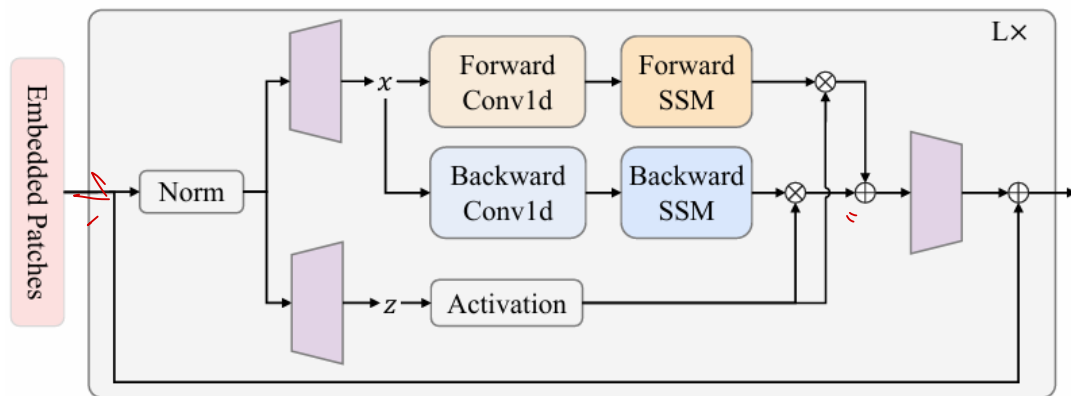 L×
Embedded Patches
Norm
x
Forward
Conv1d
Forward
SSM
Backward
Conv1d
Backward
SSM
z
Activation